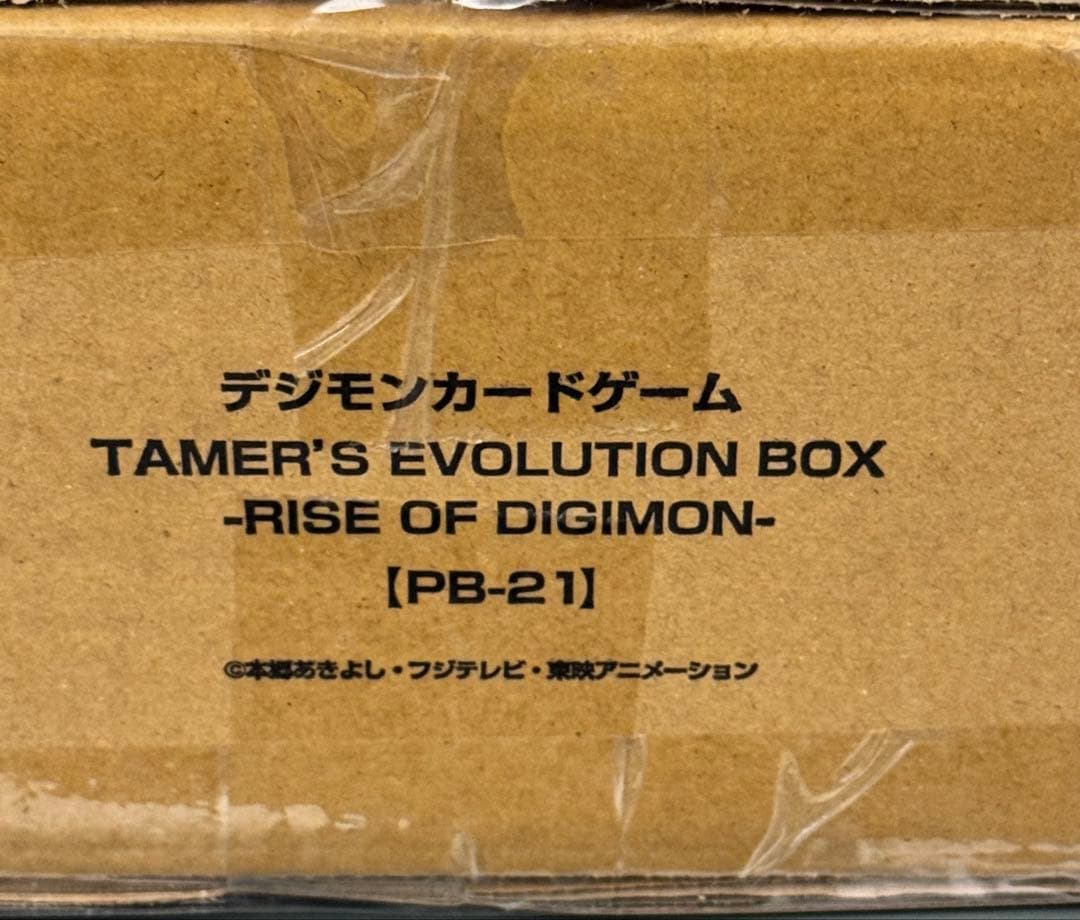 デジモンカードゲーム
TAMER'S EVOLUTION BOX
-RISE OF DIGIMON-
【PB-21】
©本郷あきよし・フジテレビ・東映アニメーション